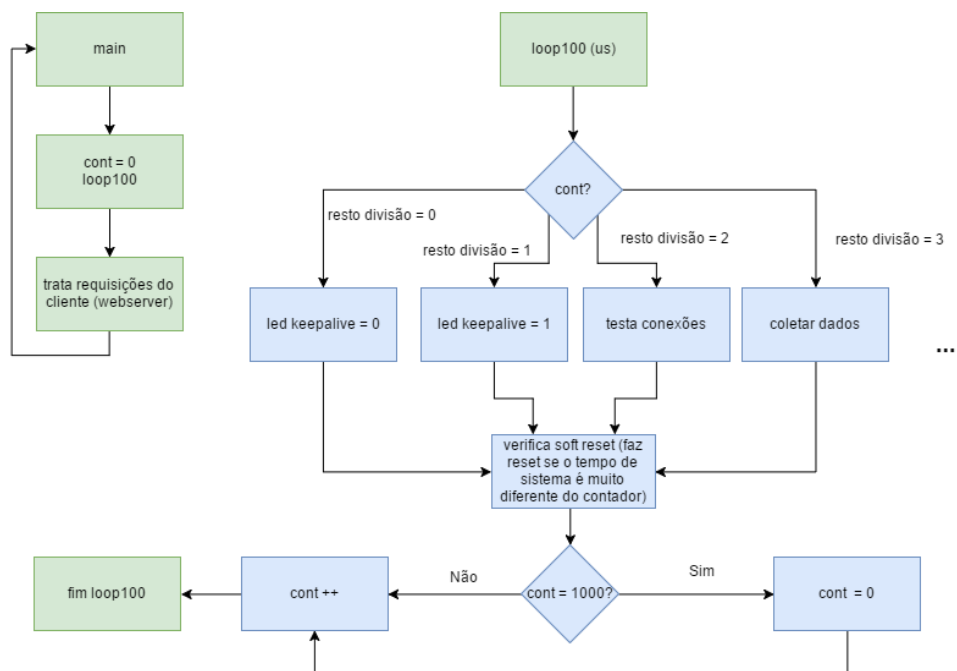 main
loop100 (us)
cont = 0
loop100
cont?
resto divisão = 0
resto divisão = 1
resto divisão = 2
resto divisão = 3
trata requisições do
cliente (webserver)
led keepalive = 0
led keepalive = 1
testa conexões
coletar dados
...
verifica soft reset (faz
reset se o tempo de
sistema é muito
diferente do contador)
Não
Sim
fim loop100
cont ++
cont = 1000?
cont = 0